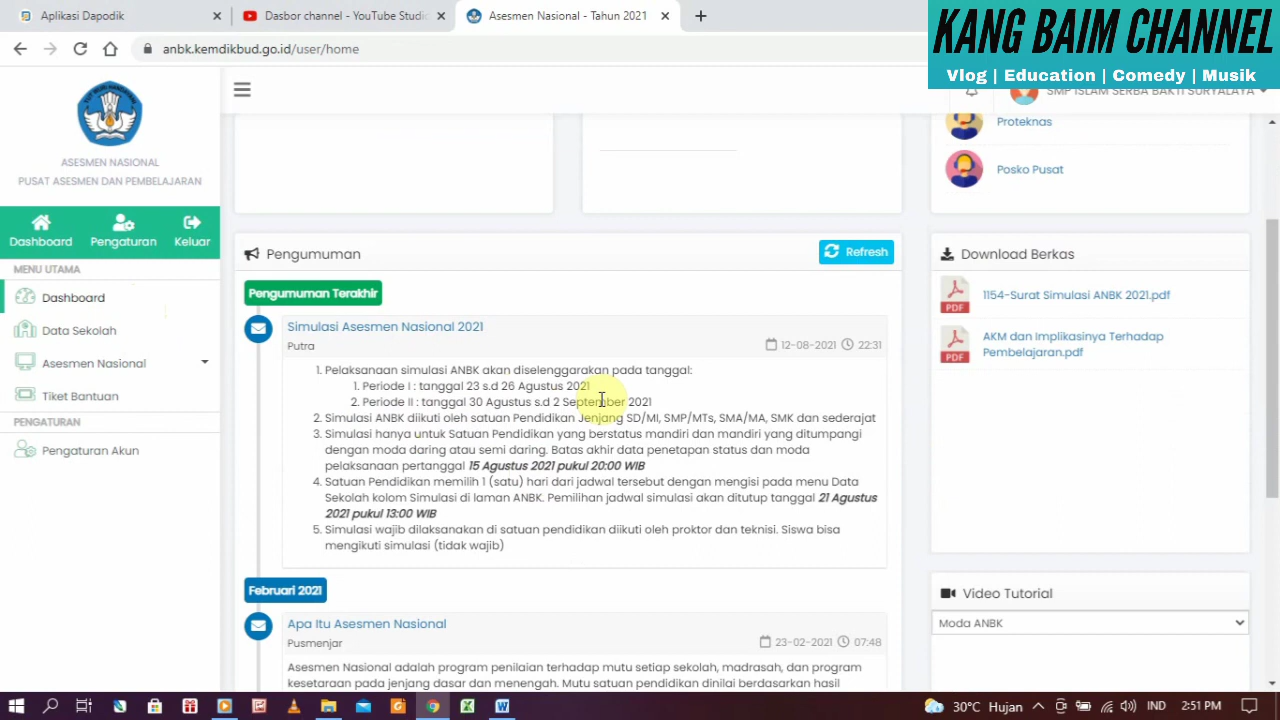 Aplikasi Dapodik
Dasbor channel - YouTube Studio
Asesmen Nasional - Tahun 2021
anbk.kemdikbud.go.id/user/home
KANG BAIM CHANNEL
Vlog | Education | Comedy | Musik
SMP ISLAM SERBA BAKTI SURYALAYA
ASESMEN NASIONAL
PUSAT ASESMEN DAN PEMBELAJARAN
Dashboard
Pengaturan
Keluar
MENU UTAMA
Dashboard
Data Sekolah
Asesmen Nasional
Tiket Bantuan
PENGATURAN
Pengaturan Akun
Proteknas
Posko Pusat
Pengumuman
Refresh
Pengumuman Terakhir
Simulasi Asesmen Nasional 2021
Putra
12-08-2021 22:31
1. Pelaksanaan simulasi ANBK akan diselenggarakan pada tanggal:
1. Periode I : tanggal 23 s.d 26 Agustus 2021
2. Periode II : tanggal 30 Agustus s.d 2 September 2021
2. Simulasi ANBK diikuti oleh satuan Pendidikan Jenjang SD/MI, SMP/MTs, SMA/MA, SMK dan sederajat
3. Simulasi hanya untuk Satuan Pendidikan yang berstatus mandiri dan mandiri yang ditumpangi
dengan moda daring atau semi daring. Batas akhir data penetapan status dan moda
pelaksanaan pertanggal 15 Agustus 2021 pukul 20:00 WIB
4. Satuan Pendidikan memilih 1 (satu) hari dari jadwal tersebut dengan mengisi pada menu Data
Sekolah kolom Simulasi di laman ANBK. Pemilihan jadwal simulasi akan ditutup tanggal 21 Agustus
2021 pukul 13:00 WIB
5. Simulasi wajib dilaksanakan di satuan pendidikan diikuti oleh proktor dan teknisi. Siswa bisa
mengikuti simulasi (tidak wajib)
Februari 2021
Apa Itu Asesmen Nasional
Pusmenjar
23-02-2021 07:48
Asesmen Nasional adalah program penilaian terhadap mutu setiap sekolah, madrasah, dan program
kesetaraan pada jenjang dasar dan menengah. Mutu satuan pendidikan dinilai berdasarkan hasil
Download Berkas
PDF
1154-Surat Simulasi ANBK 2021.pdf
PDF
AKM dan Implikasinya Terhadap
Pembelajaran.pdf
Video Tutorial
Moda ANBK
30°C Hujan
IND
2:51 PM